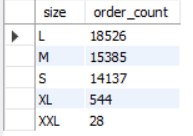 size order_count
L 18526
M 15385
S 14137
XL 544
XXL 28